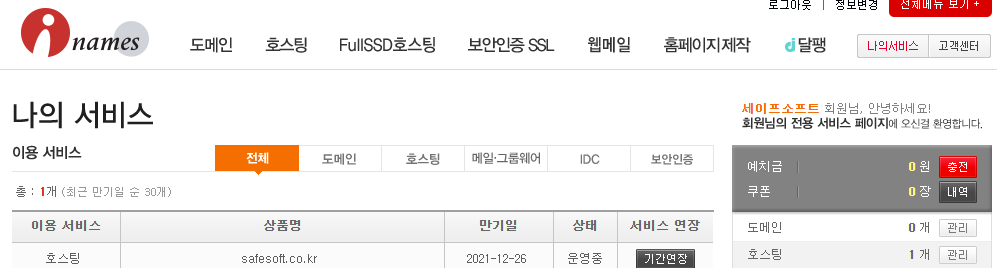 로그아웃 | 정보변경 전체메뉴 보기 +
i names 도메인 호스팅 FullSSD호스팅 보안인증 SSL 웹메일 홈페이지제작 달팽 나의서비스 고객센터
나의 서비스
세이프소프트 회원님, 안녕하세요!
회원님의 전용 서비스 페이지에 오신걸 환영합니다.
이용 서비스 전체 도메인 호스팅 메일·그룹웨어 IDC 보안인증
예치금 0 원 충전
총 : 1개 (최근 만기일 순 30개)
쿠폰 0 장 내역
이용 서비스 상품명 만기일 상태 서비스 연장
도메인 0 개 관리
호스팅 safesoft.co.kr 2021-12-26 운영중 기간연장
호스팅 1 개 관리